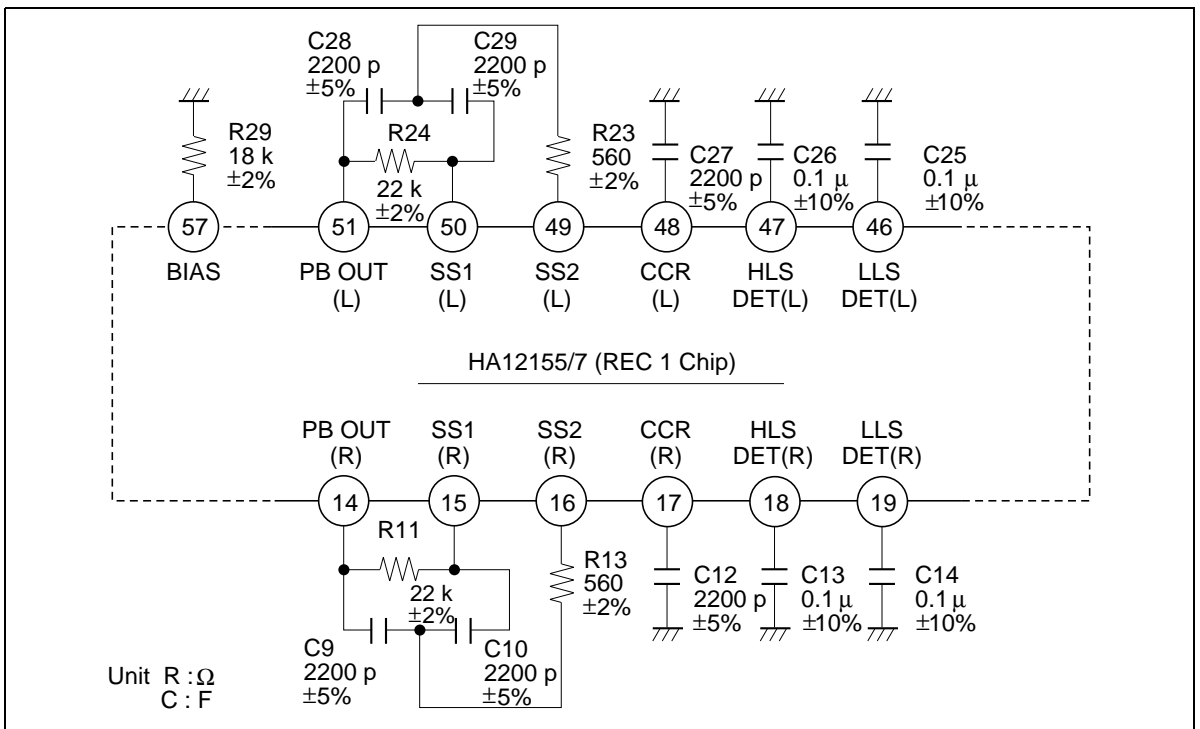 C28
2200 p
±5%
C29
2200 p
±5%
R29
18 k
±2%
R24
22 k
±2%
R23
560
±2%
C27
2200 p
±5%
C26
0.1 μ
±10%
C25
0.1 μ
±10%
57
51
50
49
48
47
46
BIAS
PB OUT
(L)
SS1
(L)
SS2
(L)
CCR
(L)
HLS
DET(L)
LLS
DET(L)
HA12155/7 (REC 1 Chip)
PB OUT
(R)
SS1
(R)
SS2
(R)
CCR
(R)
HLS
DET(R)
LLS
DET(R)
14
15
16
17
18
19
R11
22 k
±2%
R13
560
±2%
C12
2200 p
±5%
C13
0.1 μ
±10%
C14
0.1 μ
±10%
C9
2200 p
±5%
C10
2200 p
±5%
Unit R : Ω
C : F